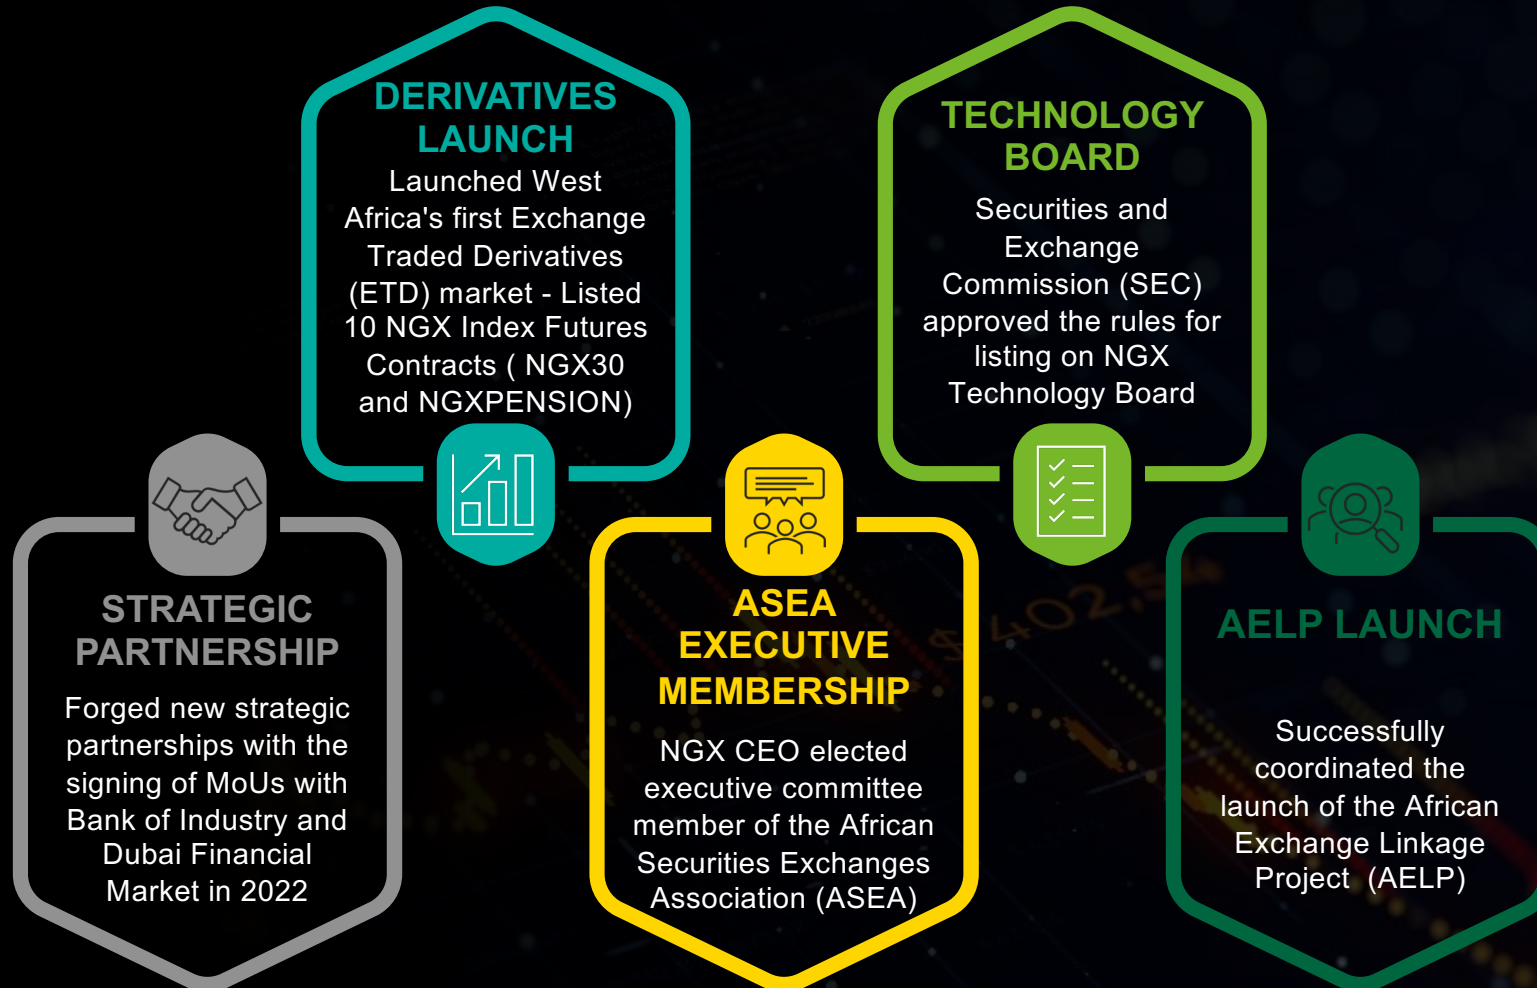 DERIVATIVES
LAUNCH
Launched West
Africa's first Exchange
Traded Derivatives
(ETD) market - Listed
10 NGX Index Futures
Contracts ( NGX30
and NGXPENSION)
TECHNOLOGY
BOARD
Securities and
Exchange
Commission (SEC)
approved the rules for
listing on NGX
Technology Board
STRATEGIC
PARTNERSHIP
Forged new strategic
partnerships with the
signing of MoUs with
Bank of Industry and
Dubai Financial
Market in 2022
ASEA
EXECUTIVE
MEMBERSHIP
NGX CEO elected
executive committee
member of the African
Securities Exchanges
Association (ASEA)
AELP LAUNCH
Successfully
coordinated the
launch of the African
Exchange Linkage
Project  (AELP)
$402,54